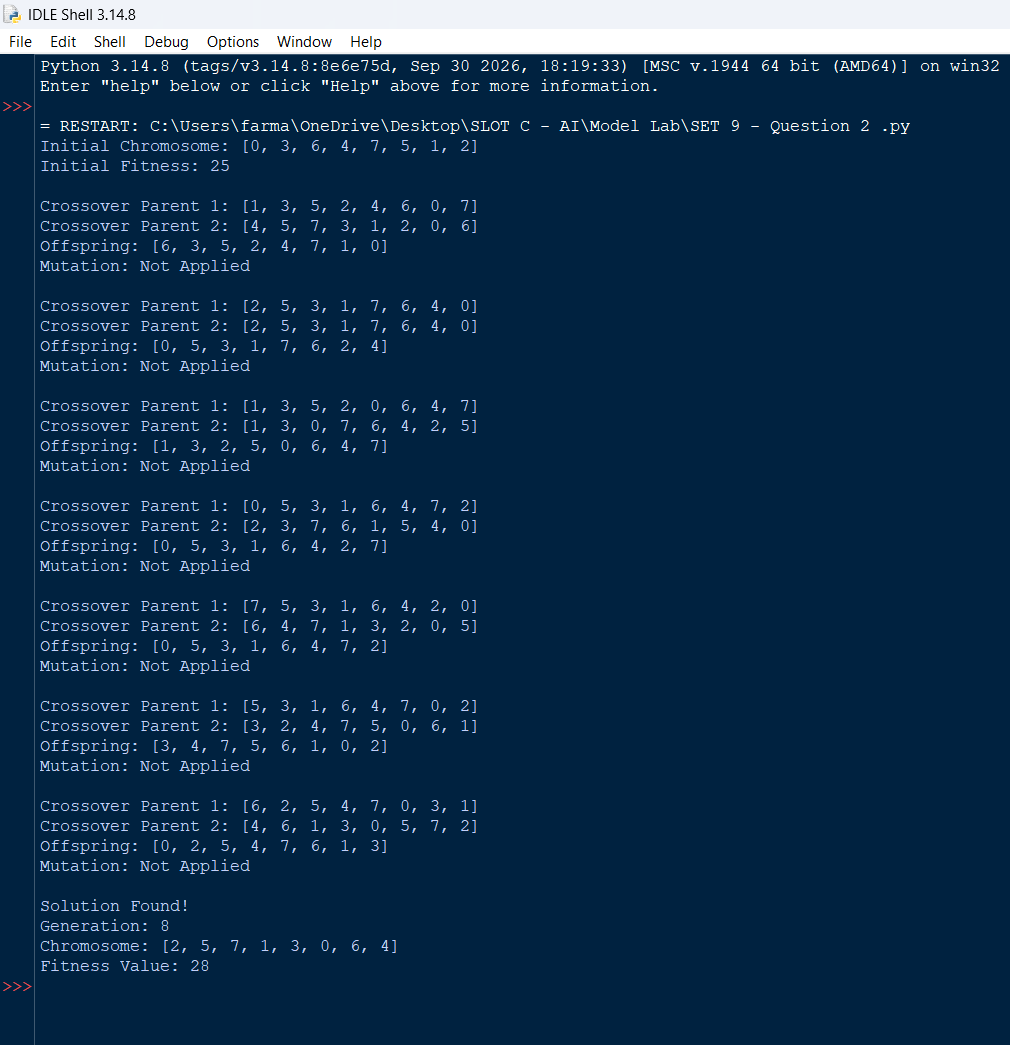 IDLE Shell 3.14.8
File Edit Shell Debug Options Window Help
Python 3.14.8 (tags/v3.14.8:8e6e75d, Sep 30 2026, 18:19:33) [MSC v.1944 64 bit (AMD64)] on win32
Enter "help" below or click "Help" above for more information.
>>>
= RESTART: C:\Users\farma\OneDrive\Desktop\SLOT C - AI\Model Lab\SET 9 - Question 2 .py
Initial Chromosome: [0, 3, 6, 4, 7, 5, 1, 2]
Initial Fitness: 25
Crossover Parent 1: [1, 3, 5, 2, 4, 6, 0, 7]
Crossover Parent 2: [4, 5, 7, 3, 1, 2, 0, 6]
Offspring: [6, 3, 5, 2, 4, 7, 1, 0]
Mutation: Not Applied
Crossover Parent 1: [2, 5, 3, 1, 7, 6, 4, 0]
Crossover Parent 2: [2, 5, 3, 1, 7, 6, 4, 0]
Offspring: [0, 5, 3, 1, 7, 6, 2, 4]
Mutation: Not Applied
Crossover Parent 1: [1, 3, 5, 2, 0, 6, 4, 7]
Crossover Parent 2: [1, 3, 0, 7, 6, 4, 2, 5]
Offspring: [1, 3, 2, 5, 0, 6, 4, 7]
Mutation: Not Applied
Crossover Parent 1: [0, 5, 3, 1, 6, 4, 7, 2]
Crossover Parent 2: [2, 3, 7, 6, 1, 5, 4, 0]
Offspring: [0, 5, 3, 1, 6, 4, 2, 7]
Mutation: Not Applied
Crossover Parent 1: [7, 5, 3, 1, 6, 4, 2, 0]
Crossover Parent 2: [6, 4, 7, 1, 3, 2, 0, 5]
Offspring: [0, 5, 3, 1, 6, 4, 7, 2]
Mutation: Not Applied
Crossover Parent 1: [5, 3, 1, 6, 4, 7, 0, 2]
Crossover Parent 2: [3, 2, 4, 7, 5, 0, 6, 1]
Offspring: [3, 4, 7, 5, 6, 1, 0, 2]
Mutation: Not Applied
Crossover Parent 1: [6, 2, 5, 4, 7, 0, 3, 1]
Crossover Parent 2: [4, 6, 1, 3, 0, 5, 7, 2]
Offspring: [0, 2, 5, 4, 7, 6, 1, 3]
Mutation: Not Applied
Solution Found!
Generation: 8
Chromosome: [2, 5, 7, 1, 3, 0, 6, 4]
Fitness Value: 28
>>>